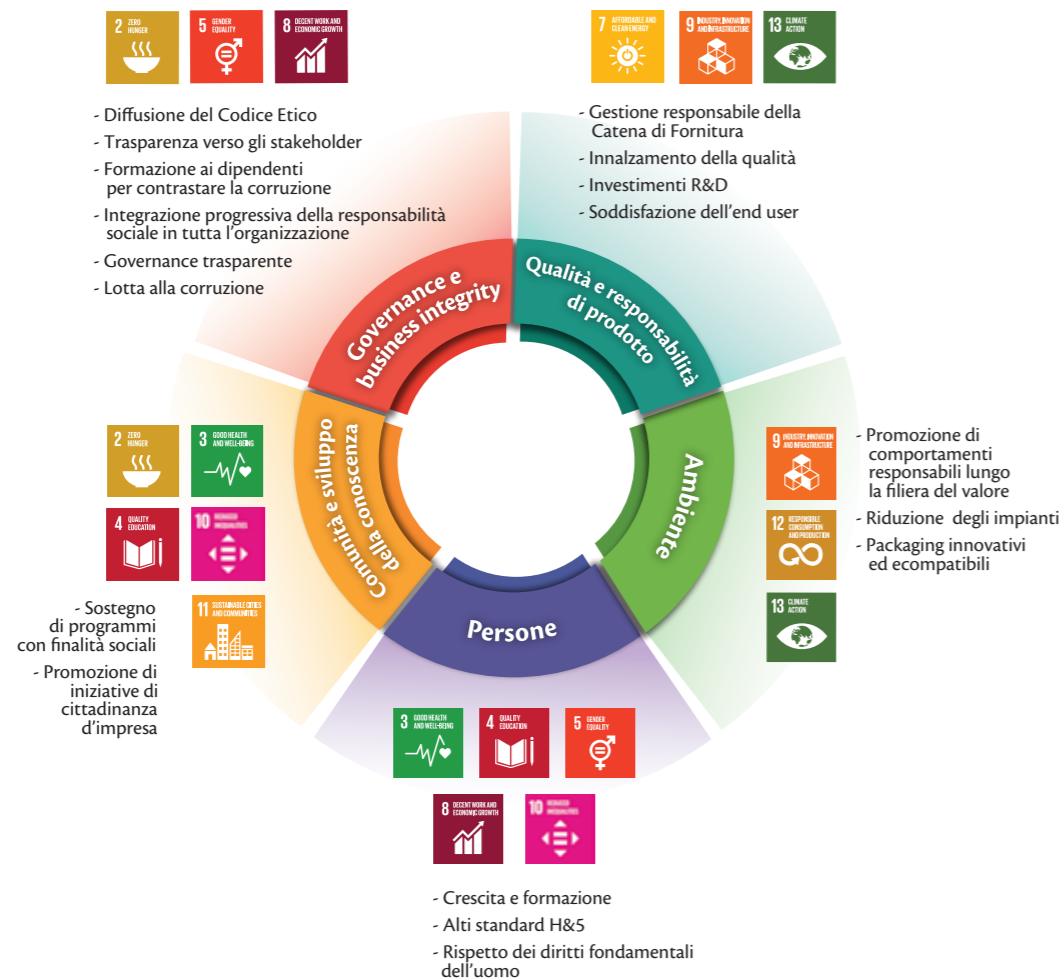 2 ZERO
HUNGER
5 GENDER
EQUALITY
8 DECENT WORK AND
ECONOMIC GROWTH
- Diffusione del Codice Etico
- Trasparenza verso gli stakeholder
- Formazione ai dipendenti
per contrastare la corruzione
- Integrazione progressiva della responsabilità
sociale in tutta l'organizzazione
- Governance trasparente
- Lotta alla corruzione
7 AFFORDABLE AND
CLEAN ENERGY
9 INDUSTRY, INNOVATION
AND INFRASTRUCTURE
13 CLIMATE
ACTION
- Gestione responsabile della
Catena di Fornitura
- Innalzamento della qualità
- Investimenti R&D
- Soddisfazione dell'end user
Governance e
business integrity
Qualità e responsabilità
di prodotto
Ambiente
Persone
Comunità e sviluppo
della conoscenza
9 INDUSTRY, INNOVATION
AND INFRASTRUCTURE
12 RESPONSIBLE
CONSUMPTION
AND PRODUCTION
13 CLIMATE
ACTION
- Promozione di
comportamenti
responsabili lungo
la filiera del valore
- Riduzione degli impianti
- Packaging innovativi
ed ecompatibili
2 ZERO
HUNGER
3 GOOD HEALTH
AND WELL-BEING
4 QUALITY
EDUCATION
10 REDUCED
INEQUALITIES
11 SUSTAINABLE CITIES
AND COMMUNITIES
- Sostegno
di programmi
con finalità sociali
- Promozione di
iniziative di
cittadinanza
d'impresa
3 GOOD HEALTH
AND WELL-BEING
4 QUALITY
EDUCATION
5 GENDER
EQUALITY
8 DECENT WORK AND
ECONOMIC GROWTH
10 REDUCED
INEQUALITIES
- Crescita e formazione
- Alti standard H&5
- Rispetto dei diritti fondamentali
dell'uomo